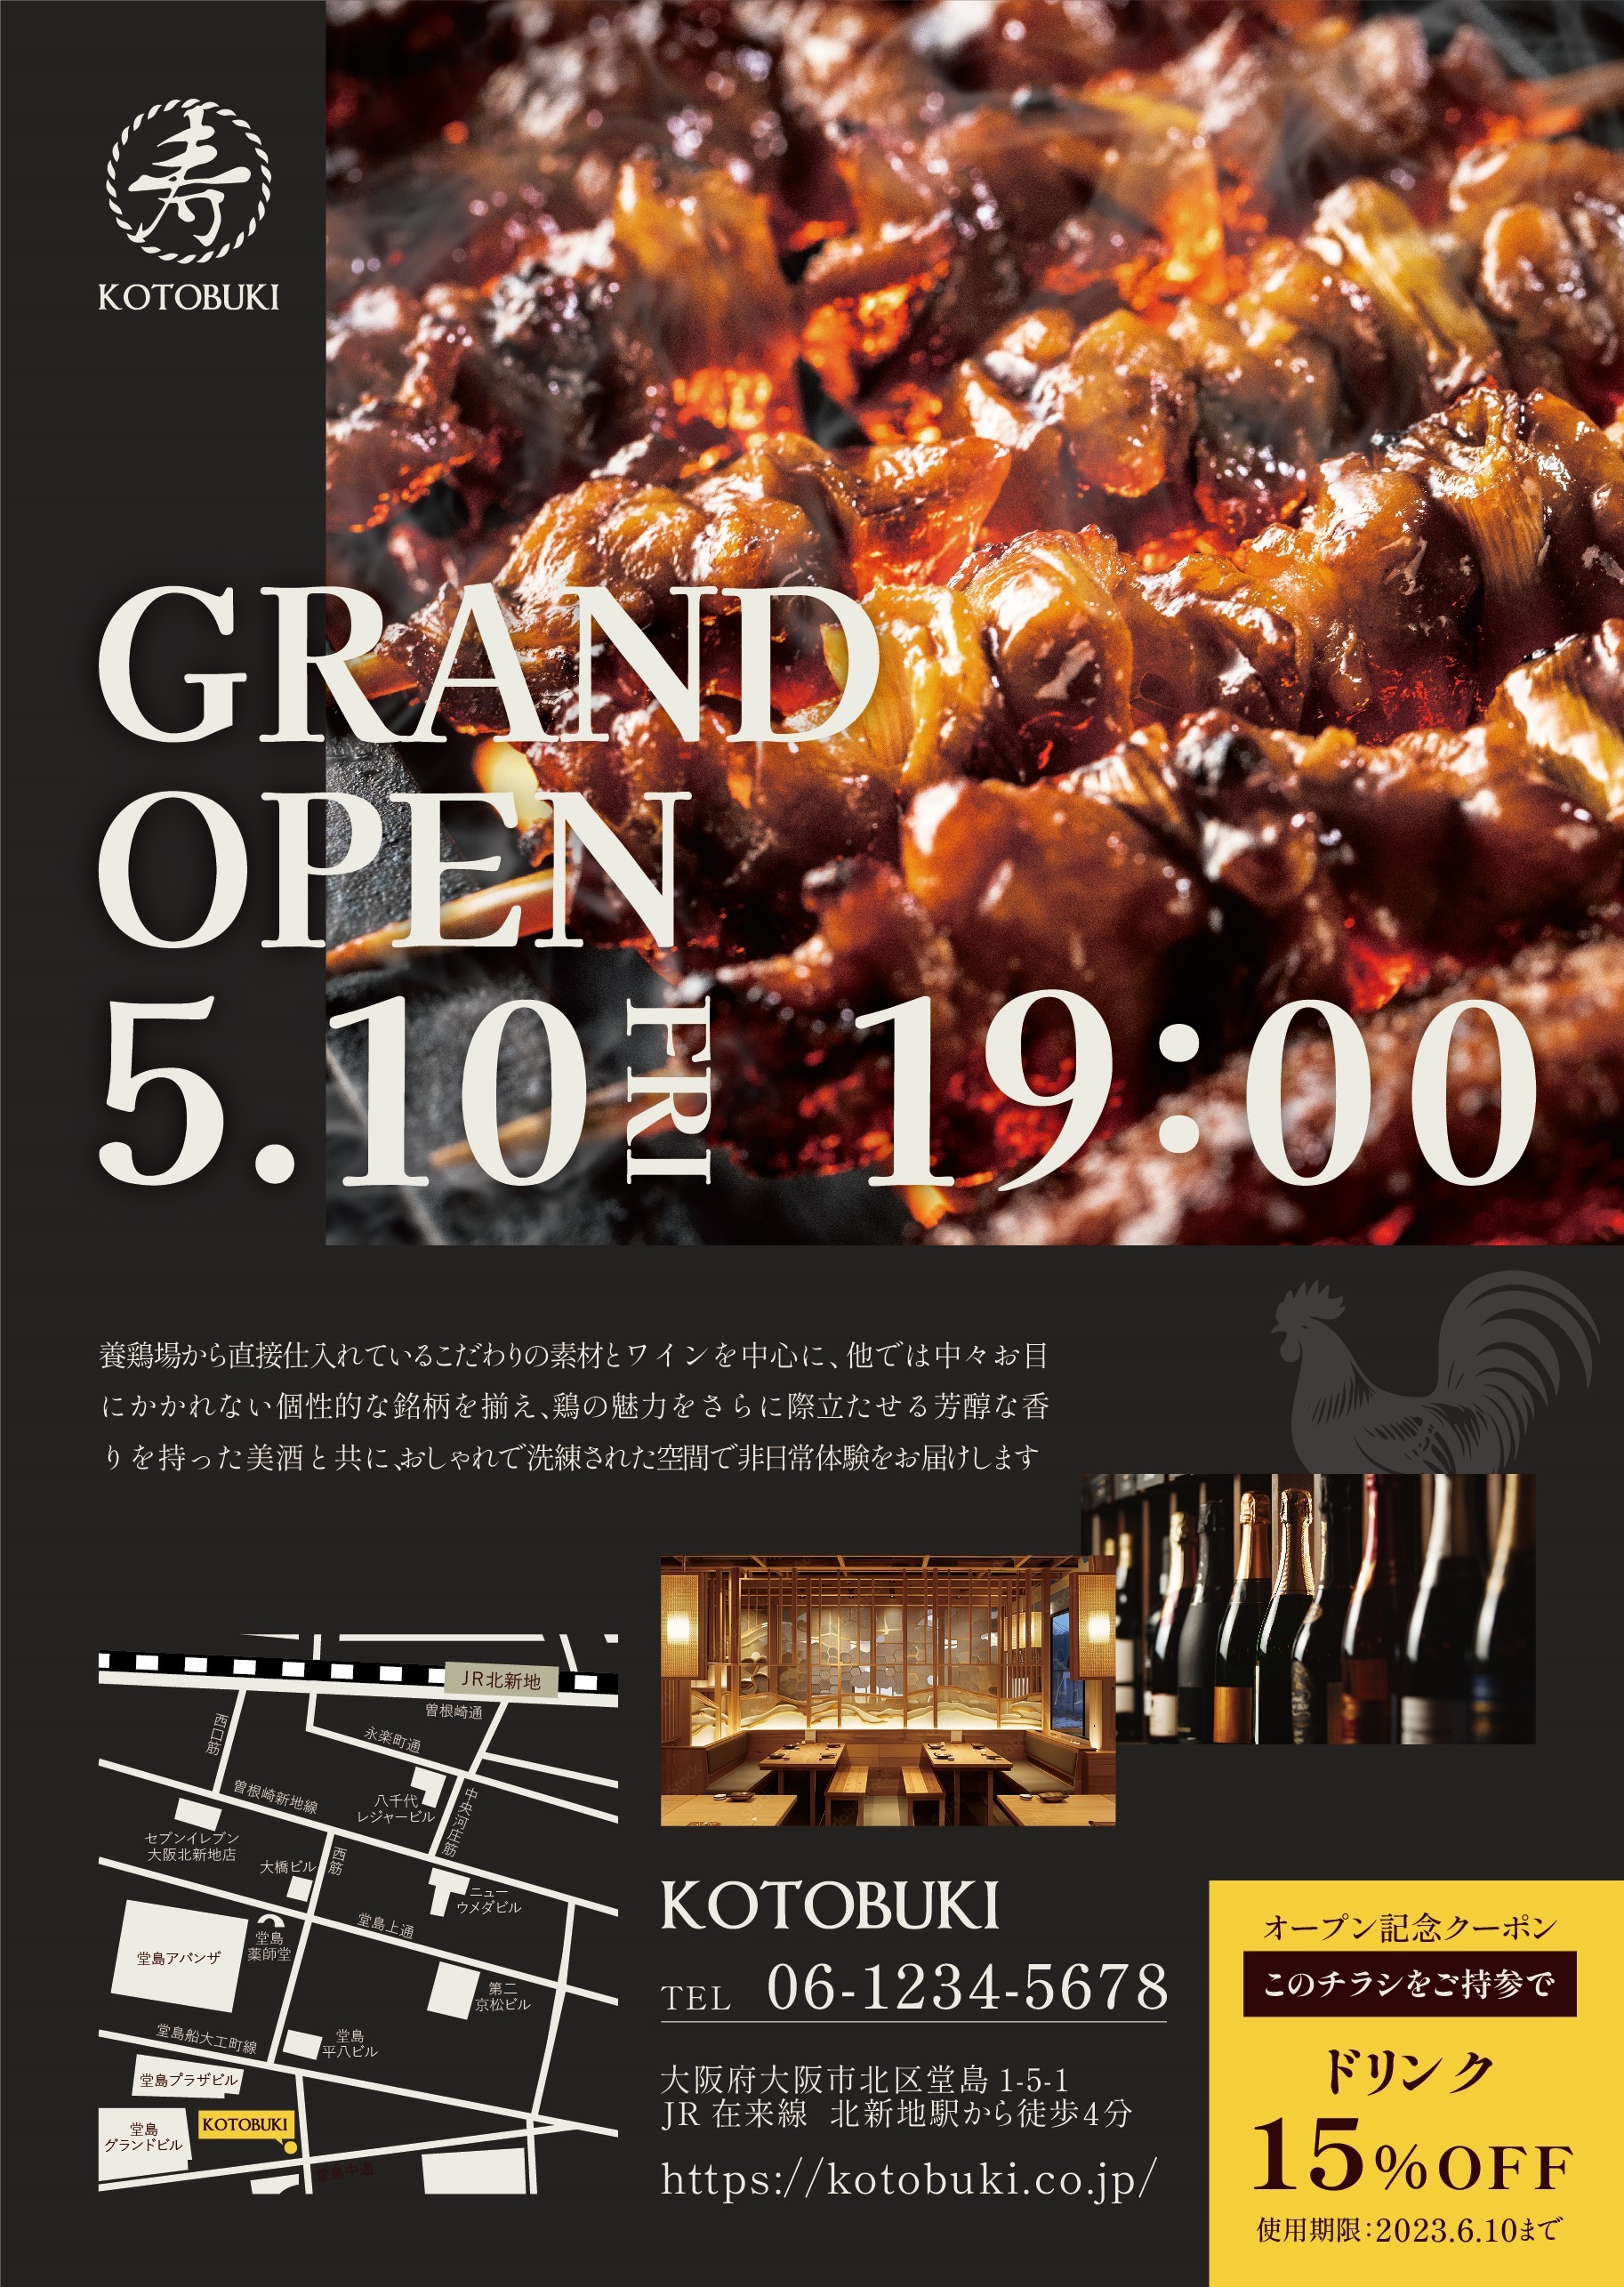 寿
KOTOBUKI
GRAND
OPEN
5.10 FRI 19:00
養鶏場から直接仕入れているこだわりの素材とワインを中心に、他では中々お目
にかかれない個性的な銘柄を揃え、鶏の魅力をさらに際立たせる芳醇な香
りを持った美酒と共に、おしゃれで洗練された空間で非日常体験をお届けします
JR北新地
曽根崎通
西口筋
永楽町通
曽根崎新地線
八千代
レジャービル
中央河庄筋
セブンイレブン
大阪北新地店
西筋
大橋ビル
ニュー
ウメダビル
堂島上通
堂島
薬師堂
堂島アバンザ
第二
京松ビル
堂島船大工町線
堂島
平八ビル
堂島プラザビル
堂島
グランドビル
KOTOBUKI
堂島中通
KOTOBUKI
TEL 06-1234-5678
大阪府大阪市北区堂島 1-5-1
JR 在来線 北新地駅から徒歩4分
https://kotobuki.co.jp/
オープン記念クーポン
このチラシをご持参で
ドリンク
15%OFF
使用期限:2023.6.10まで